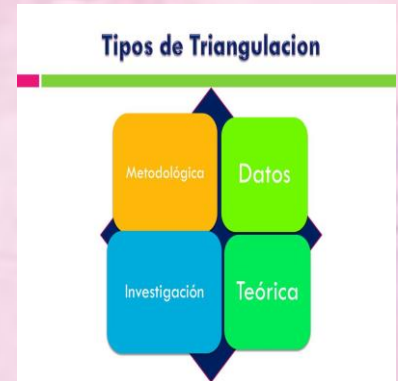 Tipos de Triangulacion
Metodológica
Datos
Investigación
Teórica